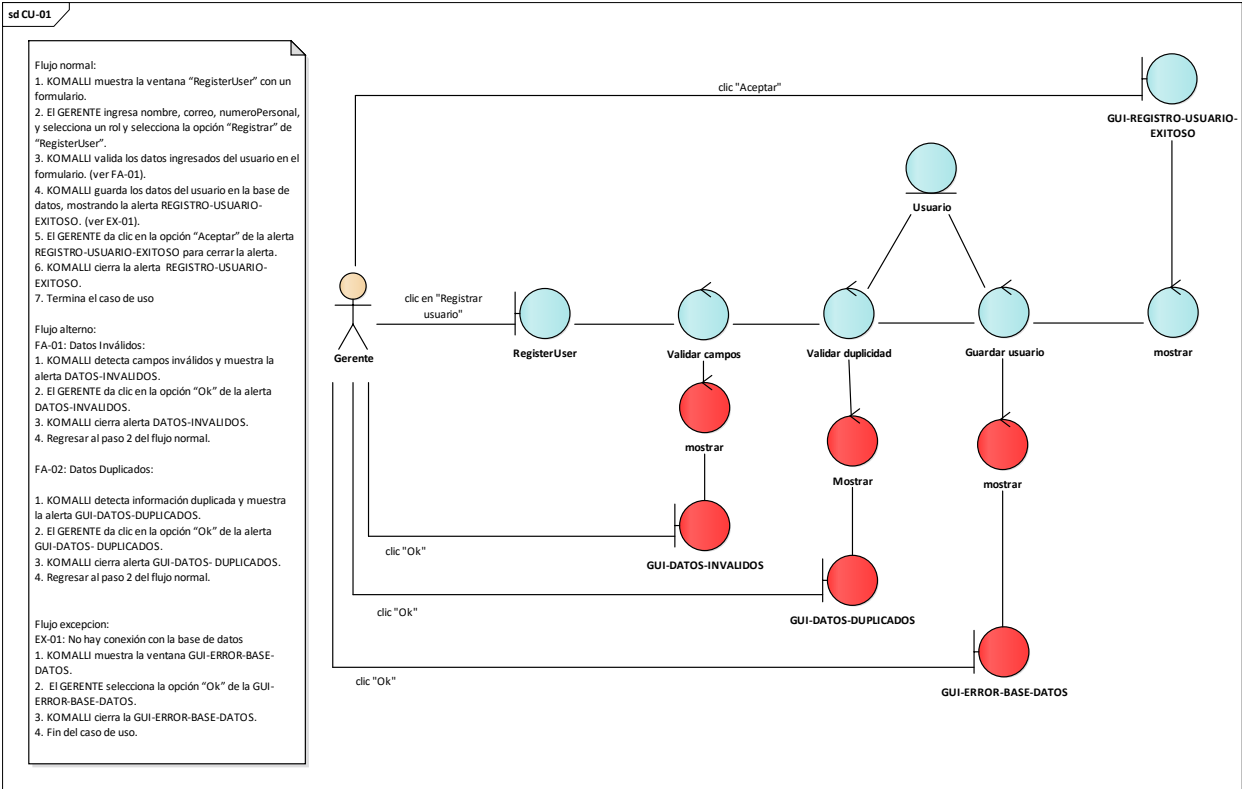 sd CU-01
Flujo normal:
1. KOMALLI muestra la ventana “RegisterUser” con un
formulario.
2. El GERENTE ingresa nombre, correo, numeroPersonal,
y selecciona un rol y selecciona la opción “Registrar” de
“RegisterUser”.
3. KOMALLI valida los datos ingresados del usuario en el
formulario. (ver FA-01).
4. KOMALLI guarda los datos del usuario en la base de
datos, mostrando la alerta REGISTRO-USUARIO-
EXITOSO. (ver EX-01).
5. El GERENTE da clic en la opción “Aceptar” de la alerta
REGISTRO-USUARIO-EXITOSO para cerrar la alerta.
6. KOMALLI cierra la alerta  REGISTRO-USUARIO-
EXITOSO.
7. Termina el caso de uso
Flujo alterno:
FA-01: Datos Inválidos:
1. KOMALLI detecta campos inválidos y muestra la
alerta DATOS-INVALIDOS.
2. El GERENTE da clic en la opción “Ok” de la alerta
DATOS-INVALIDOS.
3. KOMALLI cierra alerta DATOS-INVALIDOS.
4. Regresar al paso 2 del flujo normal.
FA-02: Datos Duplicados:
1. KOMALLI detecta información duplicada y muestra
la alerta GUI-DATOS-DUPLICADOS.
2. El GERENTE da clic en la opción “Ok” de la alerta
GUI-DATOS- DUPLICADOS.
3. KOMALLI cierra alerta GUI-DATOS- DUPLICADOS.
4. Regresar al paso 2 del flujo normal.
Flujo excepcion:
EX-01: No hay conexión con la base de datos
1. KOMALLI muestra la ventana GUI-ERROR-BASE-
DATOS.
2.  El GERENTE selecciona la opción “Ok” de la GUI-
ERROR-BASE-DATOS.
3. KOMALLI cierra la GUI-ERROR-BASE-DATOS.
4. Fin del caso de uso.
clic "Aceptar"
GUI-REGISTRO-USUARIO-
EXITOSO
Usuario
clic en "Registrar
usuario"
Gerente
RegisterUser
Validar campos
Validar duplicidad
Guardar usuario
mostrar
mostrar
Mostrar
mostrar
clic "Ok"
GUI-DATOS-INVALIDOS
clic "Ok"
GUI-DATOS-DUPLICADOS
clic "Ok"
GUI-ERROR-BASE-DATOS